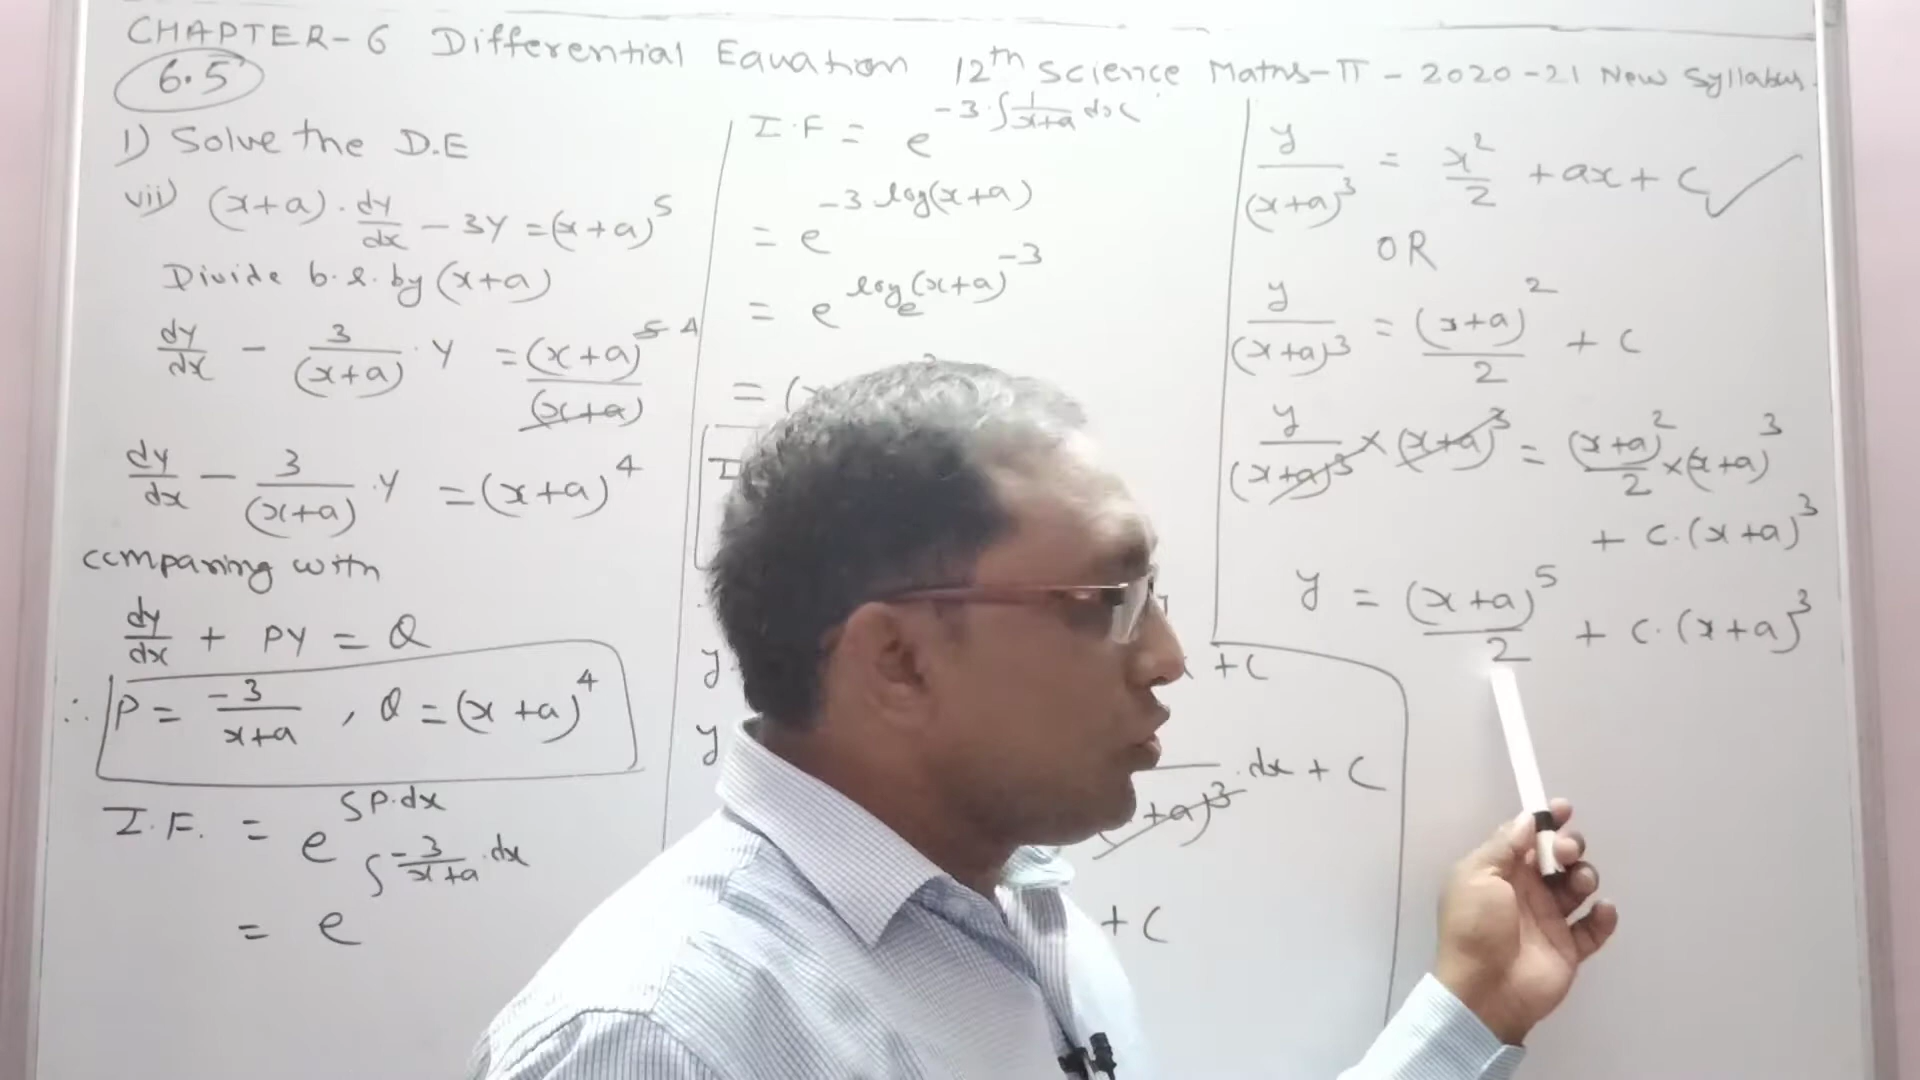 CHAPTER-6 Differential Equation 12th Science Maths-II - 2020-21 New Syllabus.
6.5
1) Solve the D.E
vii) (x+a) . dy/dx - 3y = (x+a)^5
Divide b.s. by (x+a)
dy/dx - 3/(x+a) . y = (x+a)^5 4 / (x+a)
dy/dx - 3/(x+a) . y = (x+a)^4
comparing with
dy/dx + Py = Q
∴ P = -3/x+a , Q = (x+a)^4
I.F. = e^∫P.dx
= e^∫-3/x+a .dx
I.F = e^-3.∫1/x+a dx
= e^-3 log(x+a)
= e^log_e(x+a)^-3
= (x
I
y + C
y +a)^3 .dx + C
+ C
y/(x+a)^3 = x^2/2 + ax + C
OR
y/(x+a)^3 = (x+a)^2/2 + C
y/(x+a)^3 × (x+a)^3 = (x+a)^2/2 × (x+a)^3
+ C.(x+a)^3
y = (x+a)^5/2 + C.(x+a)^3